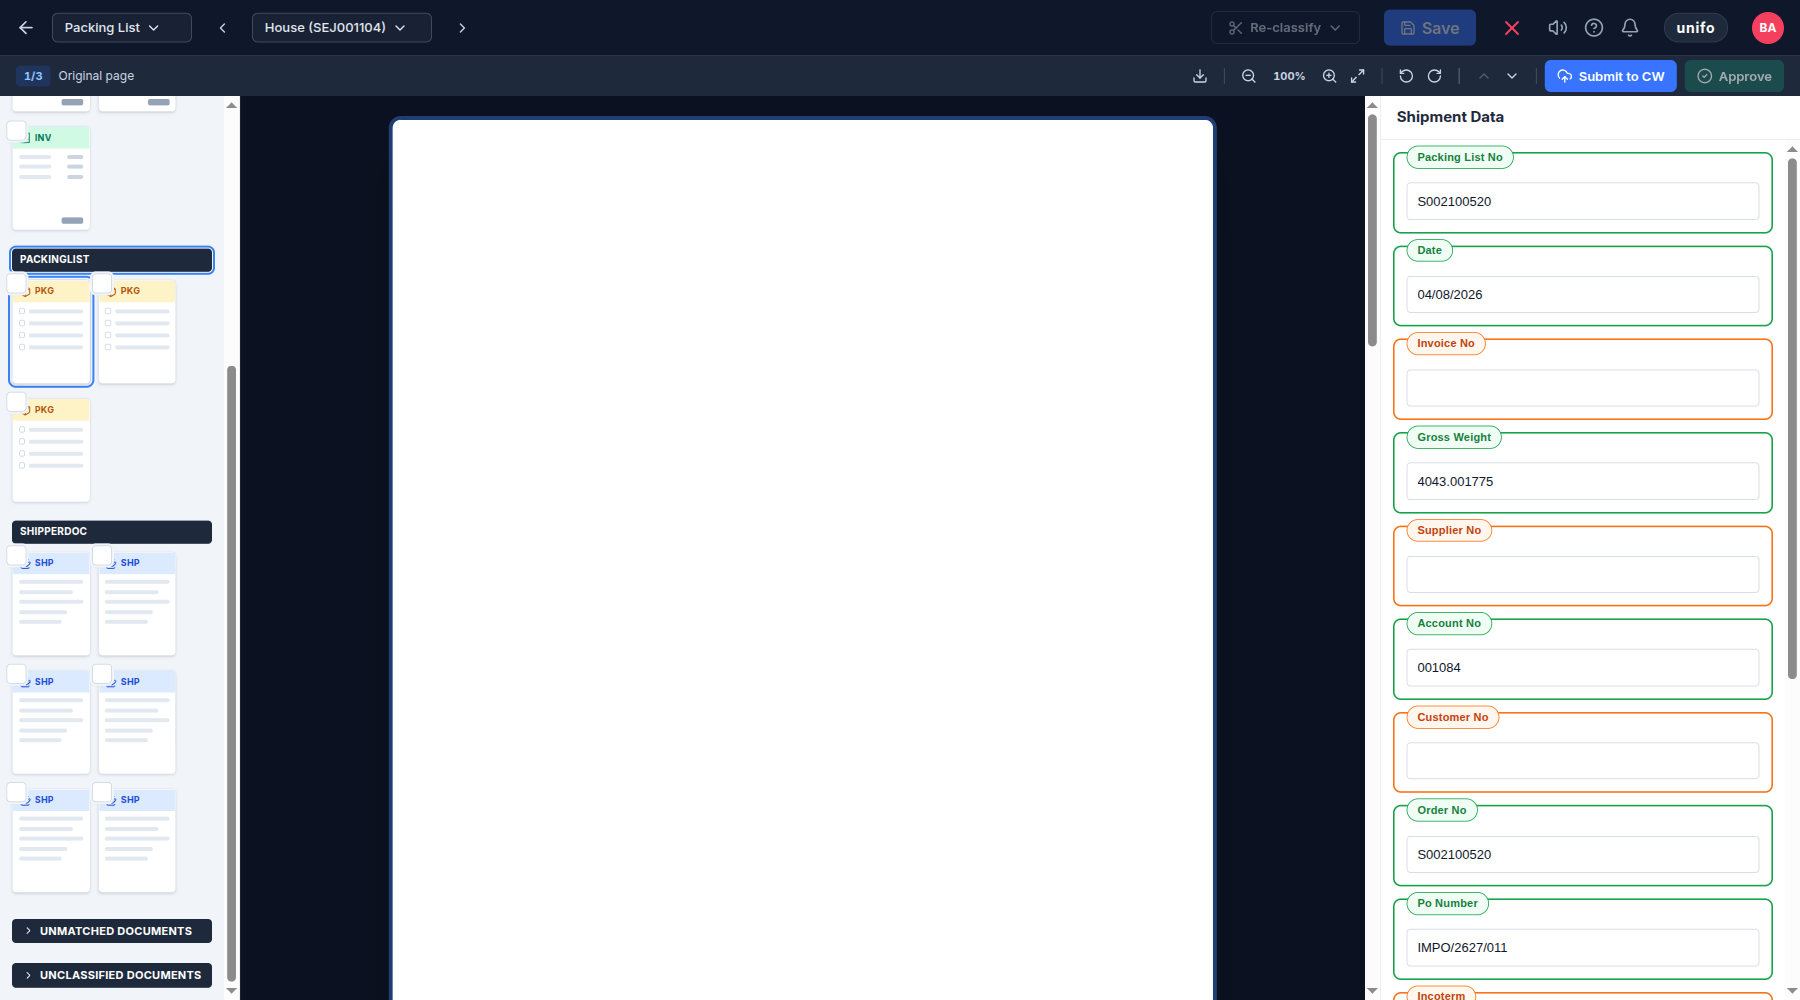 Packing List
House (SEJ001104)
Re-classify
Save
unifo
BA
1/3
Original page
100%
Submit to CW
Approve
INV
PACKINGLIST
PKG
PKG
PKG
SHIPPERDOC
SHP
SHP
SHP
SHP
SHP
SHP
UNMATCHED DOCUMENTS
UNCLASSIFIED DOCUMENTS
Shipment Data
Packing List No
S002100520
Date
04/08/2026
Invoice No
Gross Weight
4043.001775
Supplier No
Account No
001084
Customer No
Order No
S002100520
Po Number
IMPO/2627/011
Incoterm